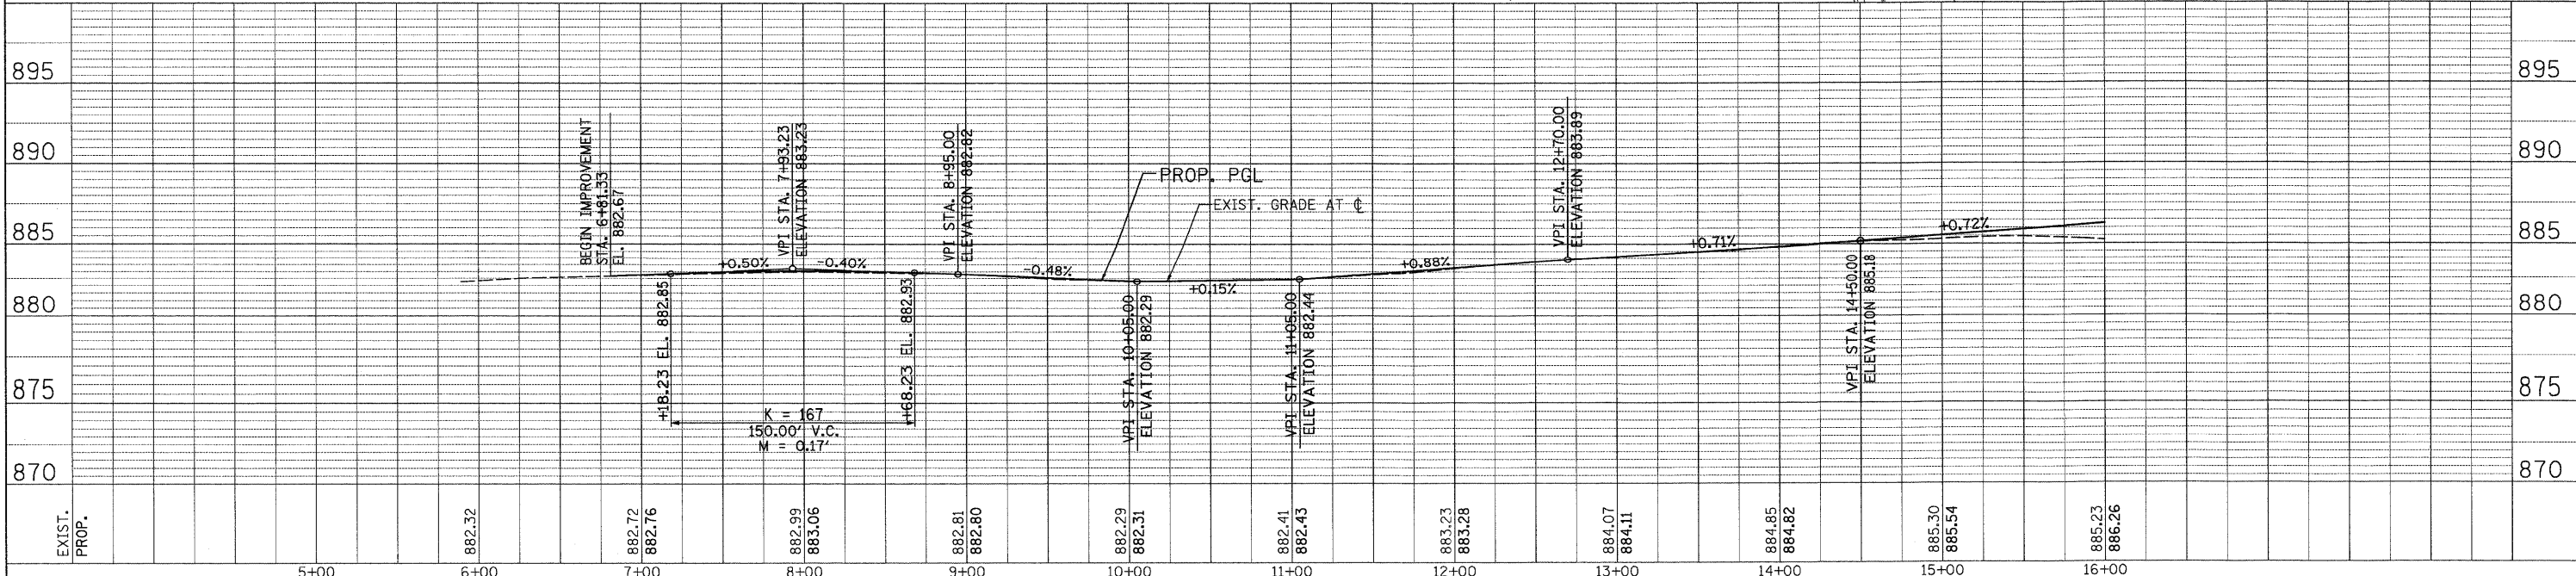 895 895
890 890
885 885
880 880
875 875
870 870
BEGIN IMPROVEMENT
STA. 6+81.33
EL. 882.67
VPI STA. 7+93.23
ELEVATION 883.23
VPI STA. 8+95.00
ELEVATION 882.82
PROP. PGL
EXIST. GRADE AT ℄
VPI STA. 12+70.00
ELEVATION 883.89
+0.50%
-0.40%
-0.48%
+0.15%
+0.88%
+0.71%
+0.72%
+18.23 EL. 882.85
+68.23 EL. 882.93
K = 167
150.00' V.C.
M = 0.17'
VPI STA. 10+05.00
ELEVATION 882.29
VPI STA. 11+05.00
ELEVATION 882.44
VPI STA. 14+50.00
ELEVATION 885.18
EXIST.
PROP.
882.32
882.72
882.76
882.99
883.06
882.81
882.80
882.29
882.31
882.41
882.43
883.23
883.28
884.07
884.11
884.85
884.82
885.30
885.54
885.23
886.26
5+00 6+00 7+00 8+00 9+00 10+00 11+00 12+00 13+00 14+00 15+00 16+00